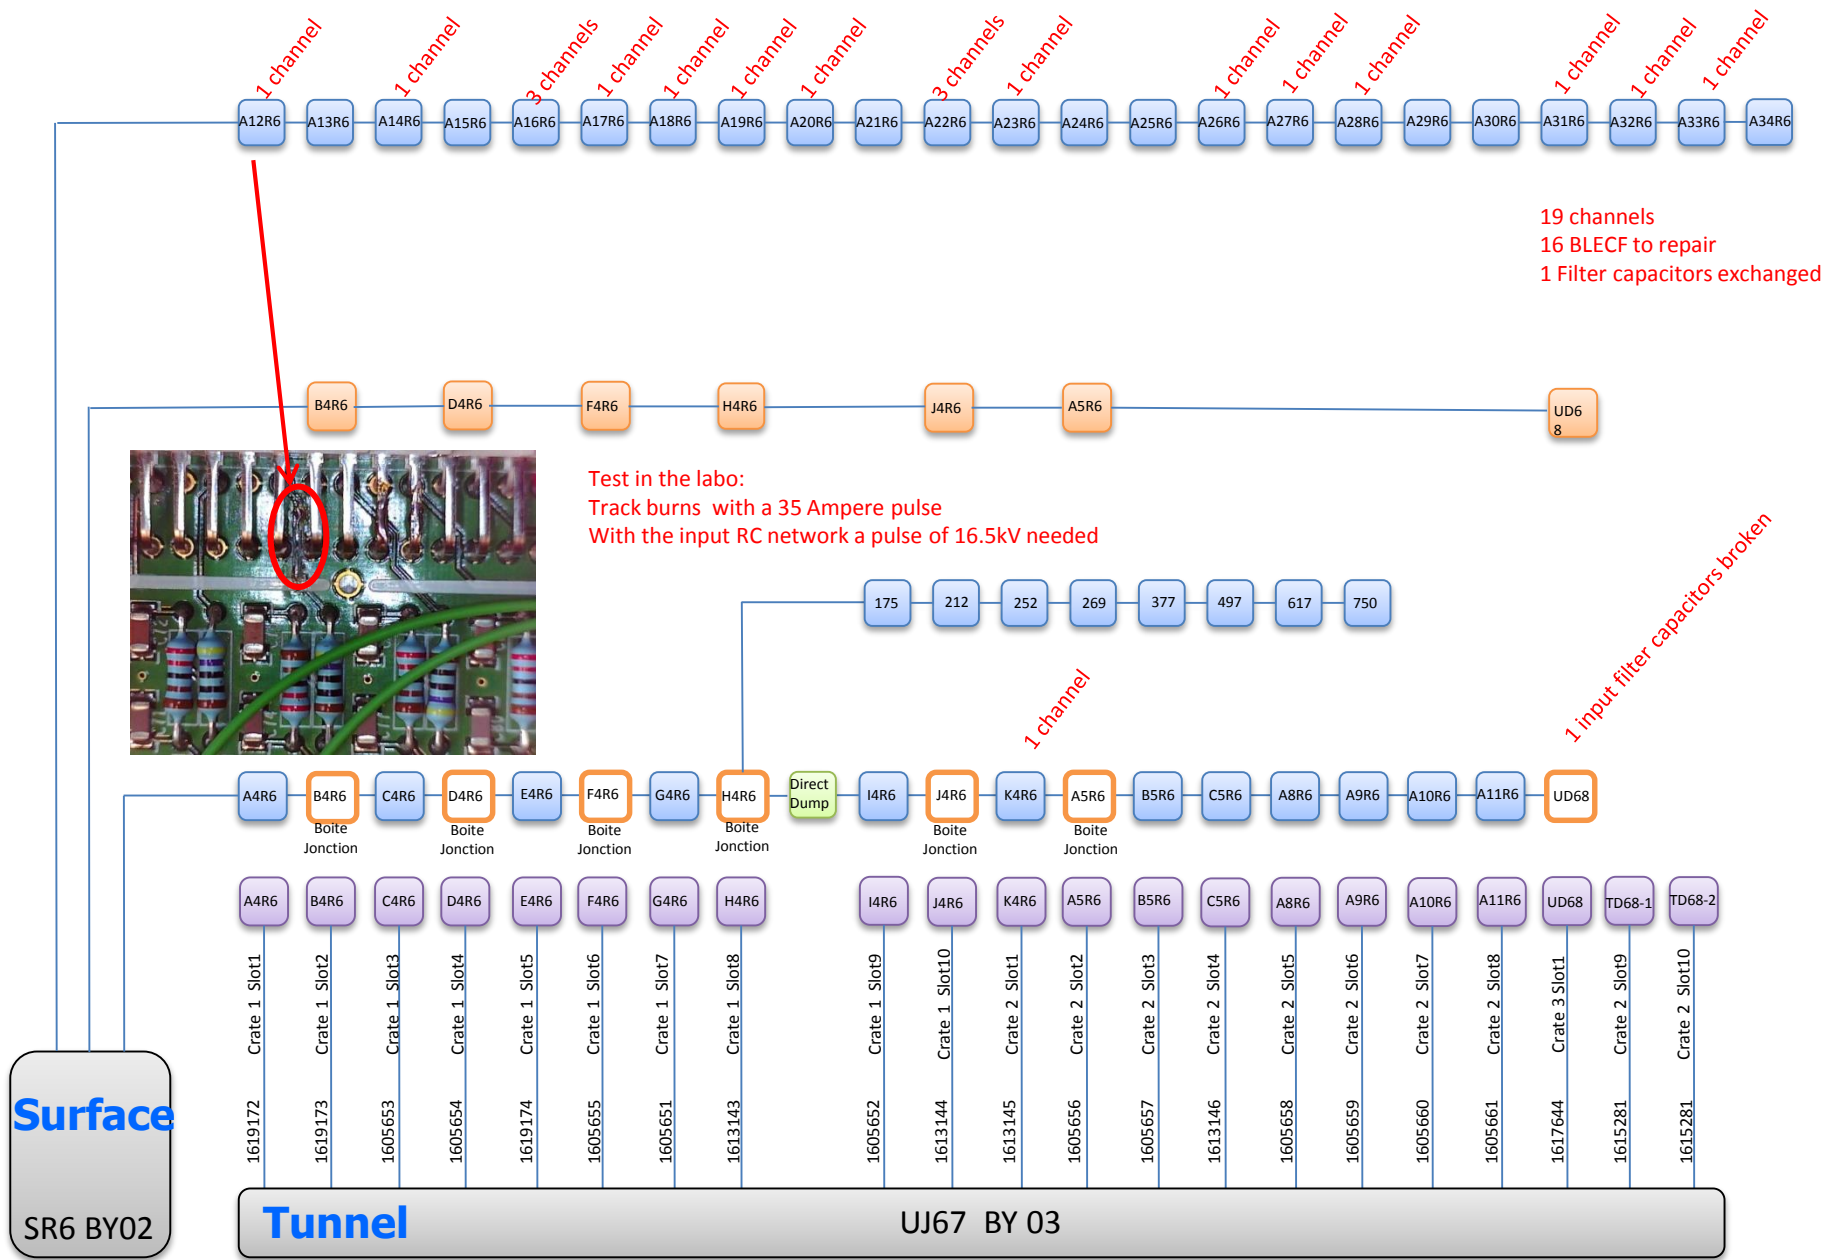 1 channel
1 channel
3 channels
1 channel
1 channel
1 channel
1 channel
3 channels
1 channel
1 channel
1 channel
1 channel
1 channel
1 channel
1 channel
A12R6
A13R6
A14R6
A15R6
A16R6
A17R6
A18R6
A19R6
A20R6
A21R6
A22R6
A23R6
A24R6
A25R6
A26R6
A27R6
A28R6
A29R6
A30R6
A31R6
A32R6
A33R6
A34R6
19 channels
16 BLECF to repair
1 Filter capacitors exchanged
B4R6
D4R6
F4R6
H4R6
J4R6
A5R6
UD6
8
Test in the labo:
Track burns with a 35 Ampere pulse
With the input RC network a pulse of 16.5kV needed
175
212
252
269
377
497
617
750
1 channel
1 input filter capacitors broken
A4R6
B4R6
C4R6
D4R6
E4R6
F4R6
G4R6
H4R6
Direct
Dump
I4R6
J4R6
K4R6
A5R6
B5R6
C5R6
A8R6
A9R6
A10R6
A11R6
UD68
Boite
Jonction
Boite
Jonction
Boite
Jonction
Boite
Jonction
Boite
Jonction
Boite
Jonction
A4R6
B4R6
C4R6
D4R6
E4R6
F4R6
G4R6
H4R6
I4R6
J4R6
K4R6
A5R6
B5R6
C5R6
A8R6
A9R6
A10R6
A11R6
UD68
TD68-1
TD68-2
1619172 Crate 1 Slot1
1619173 Crate 1 Slot2
1605653 Crate 1 Slot3
1605654 Crate 1 Slot4
1619174 Crate 1 Slot5
1605655 Crate 1 Slot6
1605651 Crate 1 Slot7
1613143 Crate 1 Slot8
1605652 Crate 1 Slot9
1613144 Crate 1 Slot10
1613145 Crate 2 Slot1
1605656 Crate 2 Slot2
1605657 Crate 2 Slot3
1613146 Crate 2 Slot4
1605658 Crate 2 Slot5
1605659 Crate 2 Slot6
1605660 Crate 2 Slot7
1605661 Crate 2 Slot8
1617644 Crate 3 Slot1
1615281 Crate 2 Slot9
1615281 Crate 2 Slot10
Surface
SR6 BY02
Tunnel
UJ67 BY 03